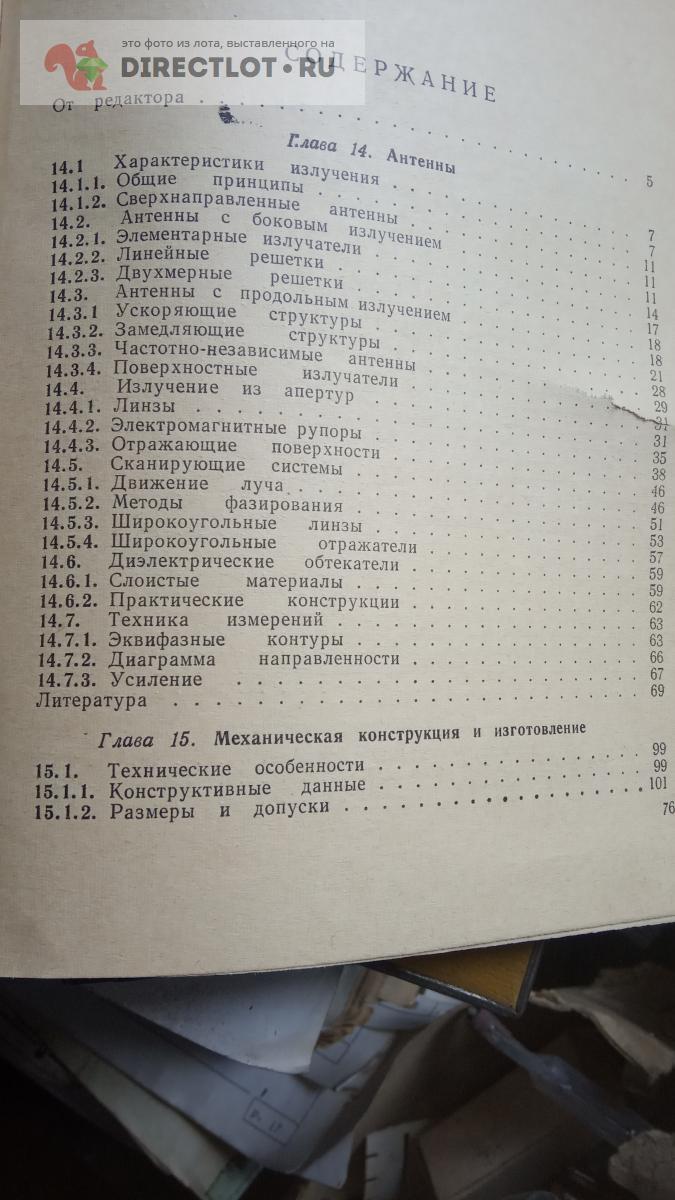 это фото из лота, выставленного на
DIRECTLOT.RU
СОДЕРЖАНИЕ
От редактора . . . 5
Глава 14. Антенны
14.1 Характеристики излучения . . . 7
14.1.1. Общие принципы . . . 7
14.1.2. Сверхнаправленные антенны . . . 11
14.2. Антенны с боковым излучением . . . 11
14.2.1. Элементарные излучатели . . . 11
14.2.2. Линейные решетки . . . 14
14.2.3. Двухмерные решетки . . . 17
14.3. Антенны с продольным излучением . . . 18
14.3.1 Ускоряющие структуры . . . 18
14.3.2. Замедляющие структуры . . . 21
14.3.3. Частотно-независимые антенны . . . 28
14.3.4. Поверхностные излучатели . . . 29
14.4. Излучение из апертур . . . 31
14.4.1. Линзы . . . 31
14.4.2. Электромагнитные рупоры . . . 35
14.4.3. Отражающие поверхности . . . 38
14.5. Сканирующие системы . . . 46
14.5.1. Движение луча . . . 46
14.5.2. Методы фазирования . . . 51
14.5.3. Широкоугольные линзы . . . 53
14.5.4. Широкоугольные отражатели . . . 57
14.6. Диэлектрические обтекатели . . . 59
14.6.1. Слоистые материалы . . . 59
14.6.2. Практические конструкции . . . 62
14.7. Техника измерений . . . 63
14.7.1. Эквифазные контуры . . . 63
14.7.2. Диаграмма направленности . . . 66
14.7.3. Усиление . . . 67
Литература . . . 69
Глава 15. Механическая конструкция и изготовление
15.1. Технические особенности . . . 99
15.1.1. Конструктивные данные . . . 99
15.1.2. Размеры и допуски . . . 101
76
р. 17